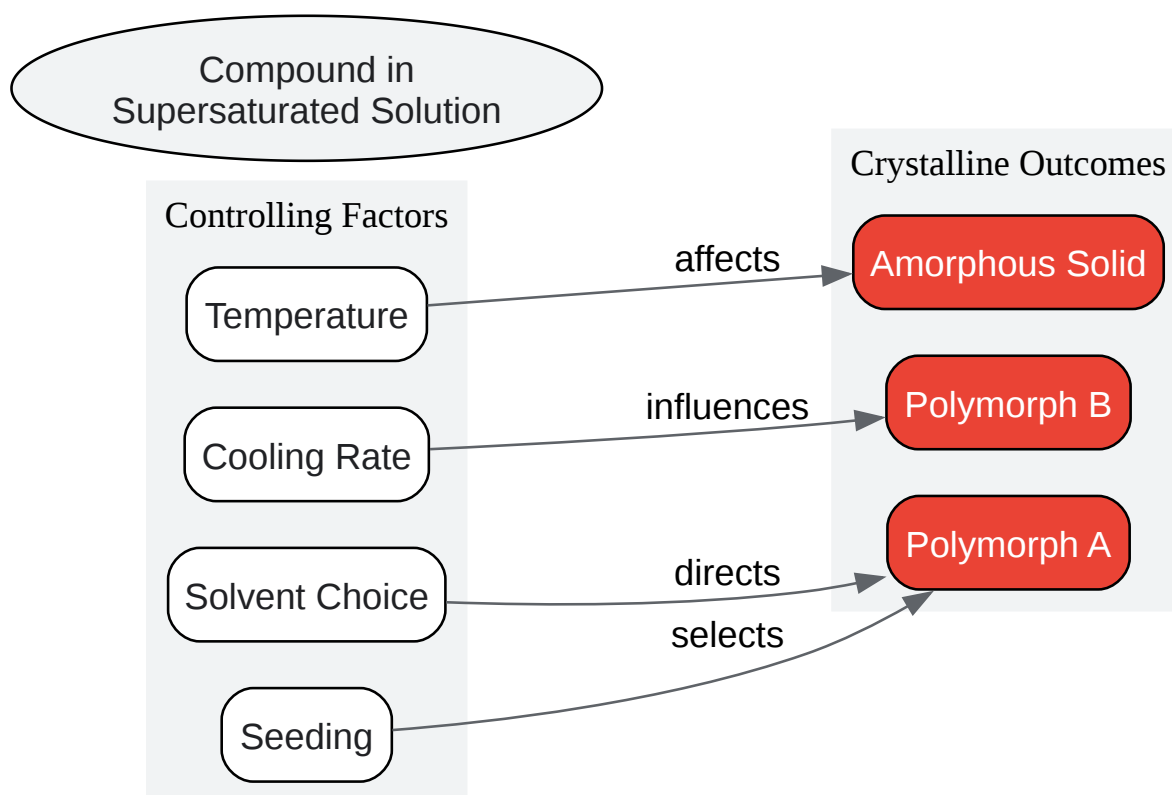 Compound in
Supersaturated Solution
Controlling Factors
Temperature
Cooling Rate
Solvent Choice
Seeding
affects
influences
directs
selects
Crystalline Outcomes
Amorphous Solid
Polymorph B
Polymorph A